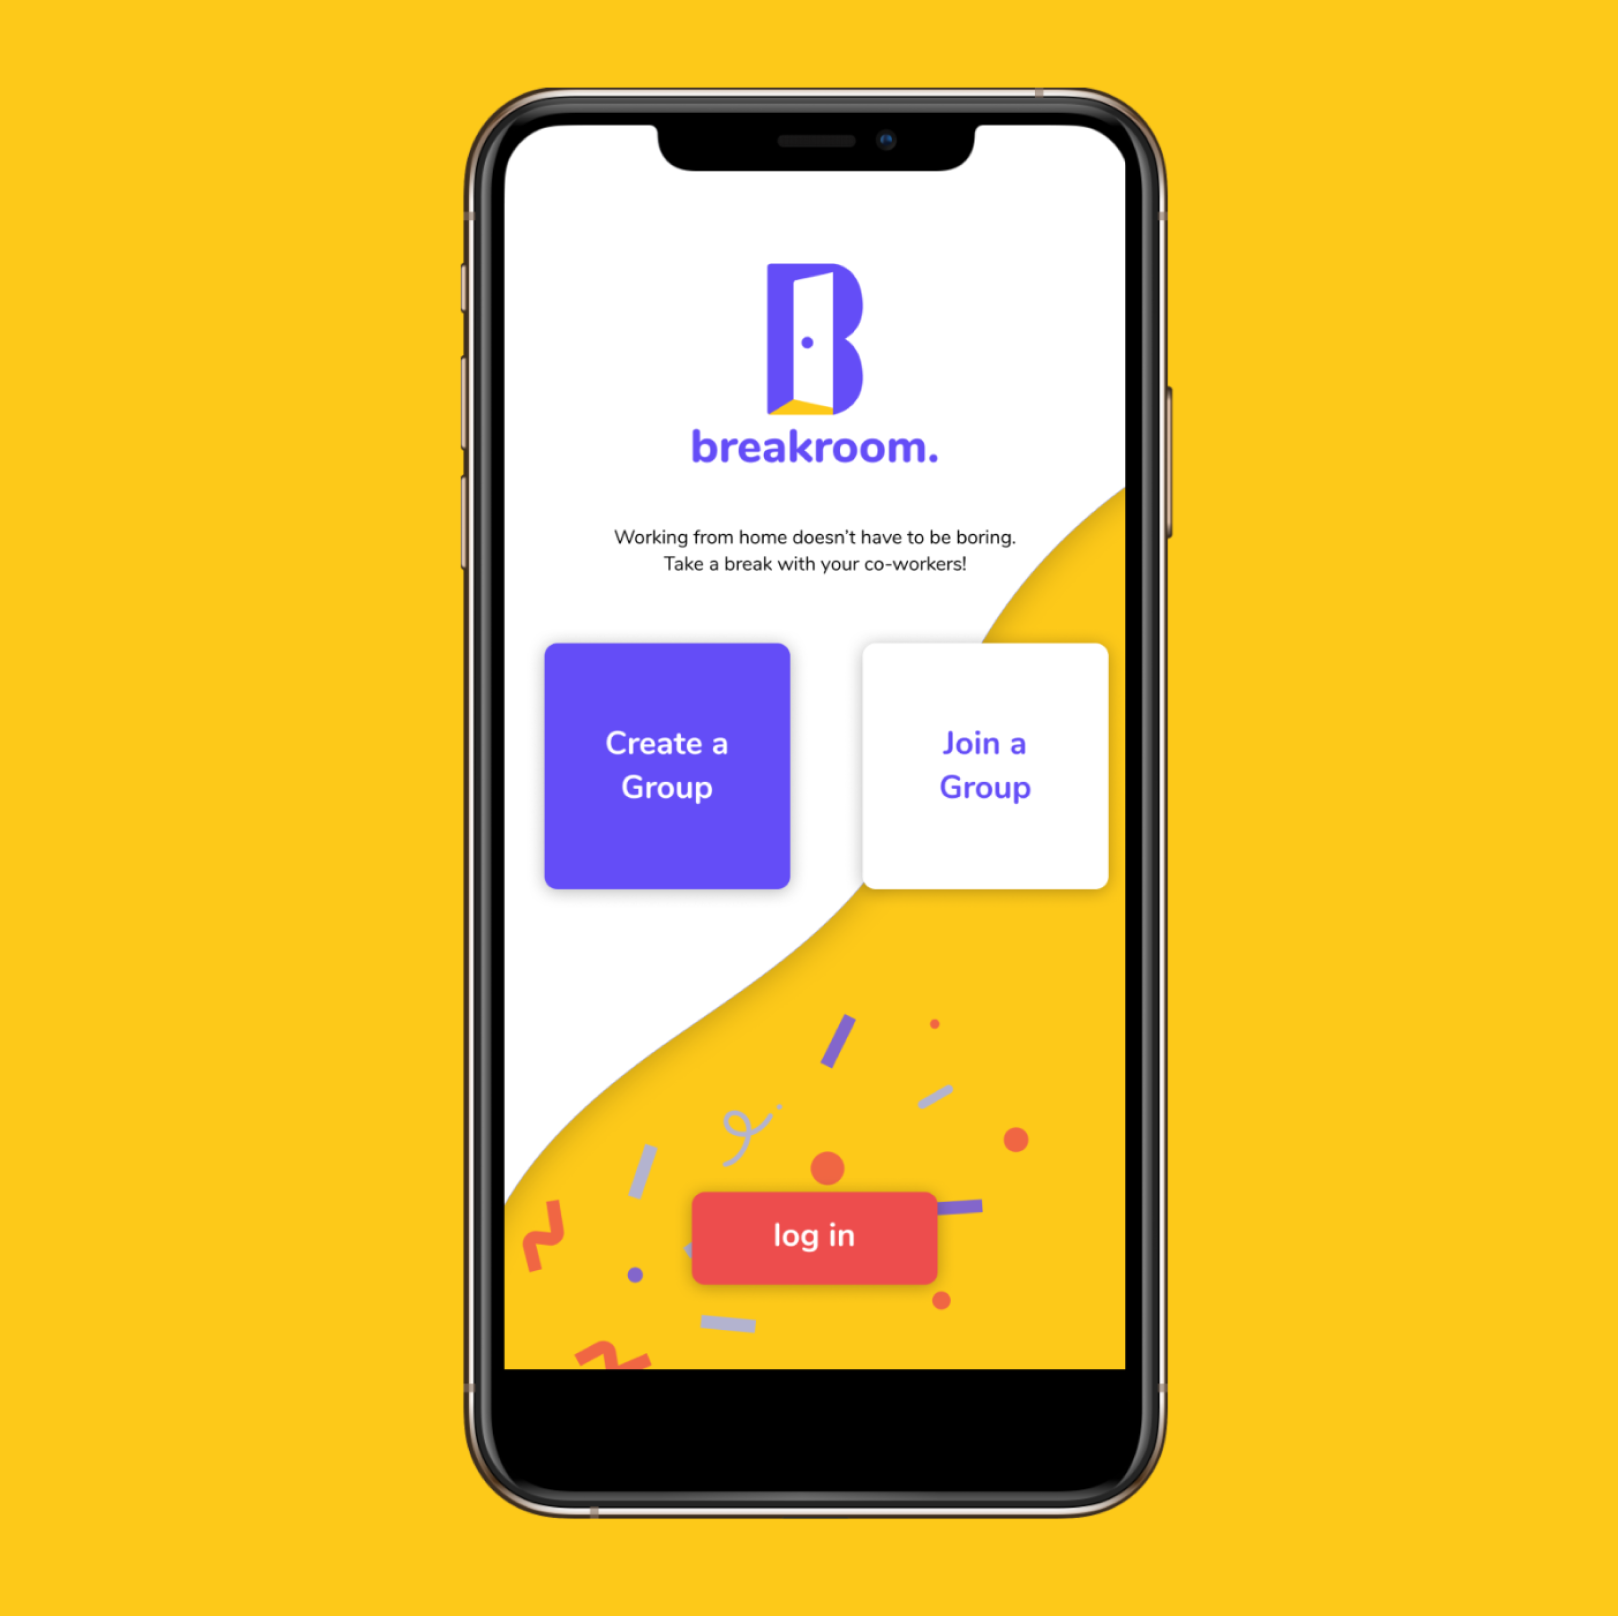 B
breakroom.
Working from home doesn't have to be boring.
Take a break with your co-workers!
Create a
Group
Join a
Group
log in